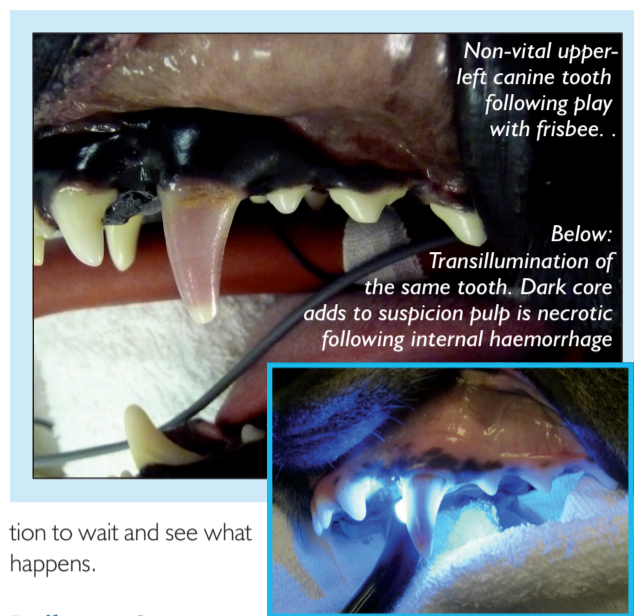 Non-vital upper-
left canine tooth
following play
with frisbee. .
Below:
Transillumination of
the same tooth. Dark core
adds to suspicion pulp is necrotic
following internal haemorrhage
tion to wait and see what
happens.